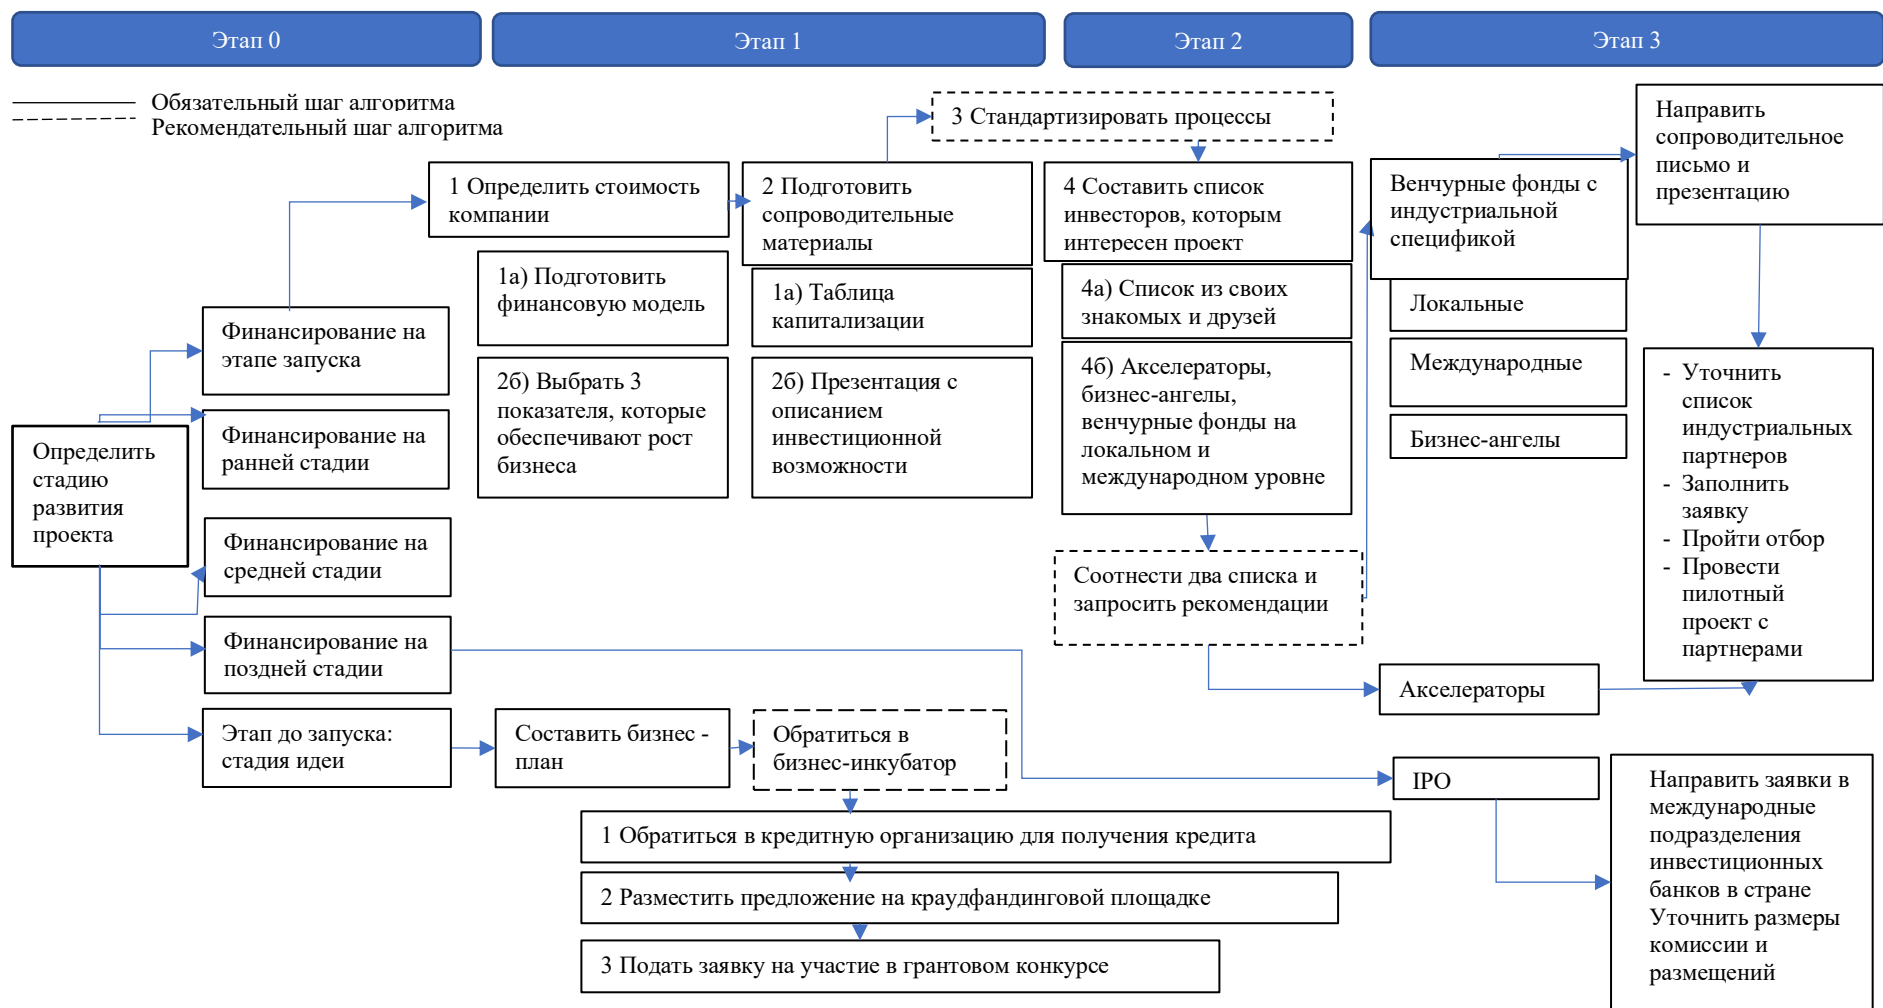 Этап 0
Этап 1
Этап 2
Этап 3
Обязательный шаг алгоритма
Рекомендательный шаг алгоритма
3 Стандартизировать процессы
Направить
сопроводительное
письмо и
презентацию
1 Определить стоимость
компании
2 Подготовить
сопроводительные
материалы
4 Составить список
инвесторов, которым
интересен проект
Венчурные фонды с
индустриальной
спецификой
1а) Подготовить
финансовую модель
1а) Таблица
капитализации
4а) Список из своих
знакомых и друзей
Локальные
Международные
Бизнес-ангелы
Финансирование на
этапе запуска
2б) Выбрать 3
показателя, которые
обеспечивают рост
бизнеса
2б) Презентация с
описанием
инвестиционной
возможности
4б) Акселераторы,
бизнес-ангелы,
венчурные фонды на
локальном и
международном уровне
- Уточнить
список
индустриальных
партнеров
- Заполнить
заявку
- Пройти отбор
- Провести
пилотный
проект с
партнерами
Определить
стадию
развития
проекта
Финансирование на
ранней стадии
Финансирование на
средней стадии
Финансирование на
поздней стадии
Соотнести два списка и
запросить рекомендации
Акселераторы
Этап до запуска:
стадия идеи
Составить бизнес -
план
Обратиться в
бизнес-инкубатор
IPO
Направить заявки в
международные
подразделения
инвестиционных
банков в стране
Уточнить размеры
комиссии и
размещений
1 Обратиться в кредитную организацию для получения кредита
2 Разместить предложение на краудфандинговой площадке
3 Подать заявку на участие в грантовом конкурсе